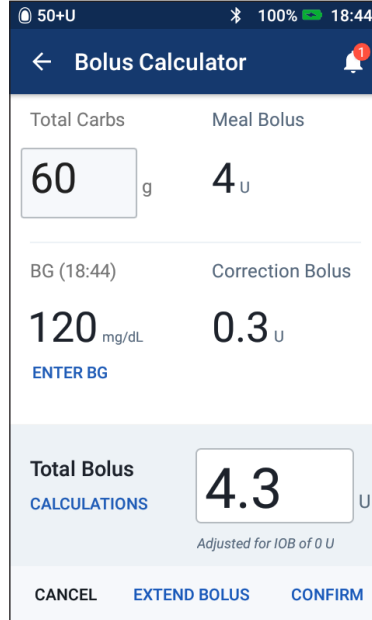 50+U 100% 18:44
Bolus Calculator 1
Total Carbs Meal Bolus
60 g 4 U
BG (18:44) Correction Bolus
120 mg/dL 0.3 U
ENTER BG
Total Bolus
4.3 U
CALCULATIONS
Adjusted for IOB of 0 U
CANCEL EXTEND BOLUS CONFIRM